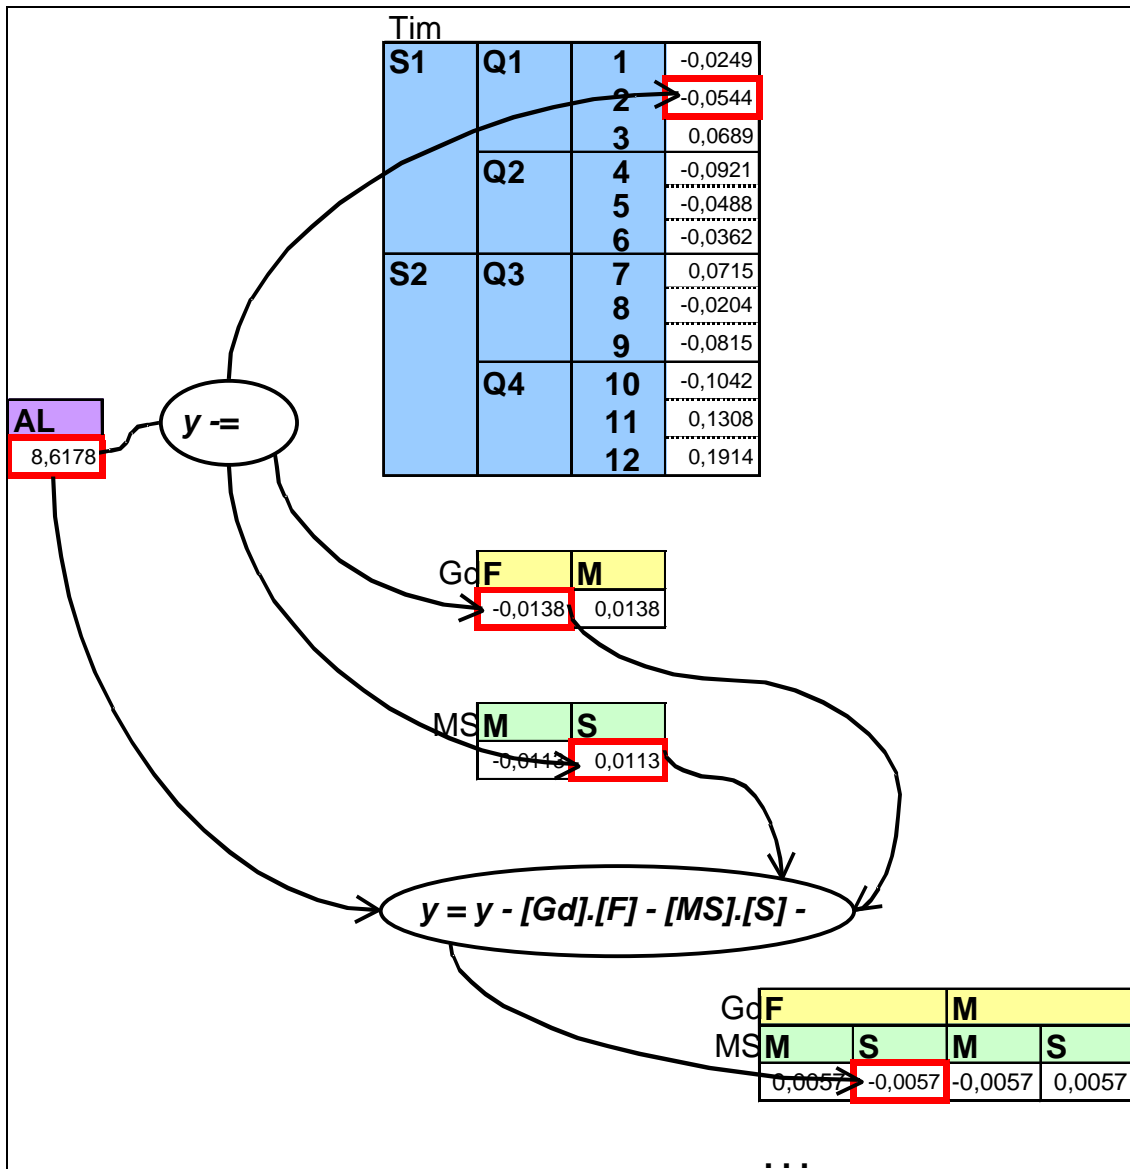 Tim
S1 Q1 1 -0,0249
2 -0,0544
3 0,0689
Q2 4 -0,0921
5 -0,0488
6 -0,0362
S2 Q3 7 0,0715
8 -0,0204
9 -0,0815
Q4 10 -0,1042
11 0,1308
12 0,1914
AL
8,6178
y -=
Gd F M
-0,0138 0,0138
MS M S
-0,0113 0,0113
y = y - [Gd].[F] - [MS].[S] -
Gd F M
MS M S M S
0,0057 -0,0057 -0,0057 0,0057
...